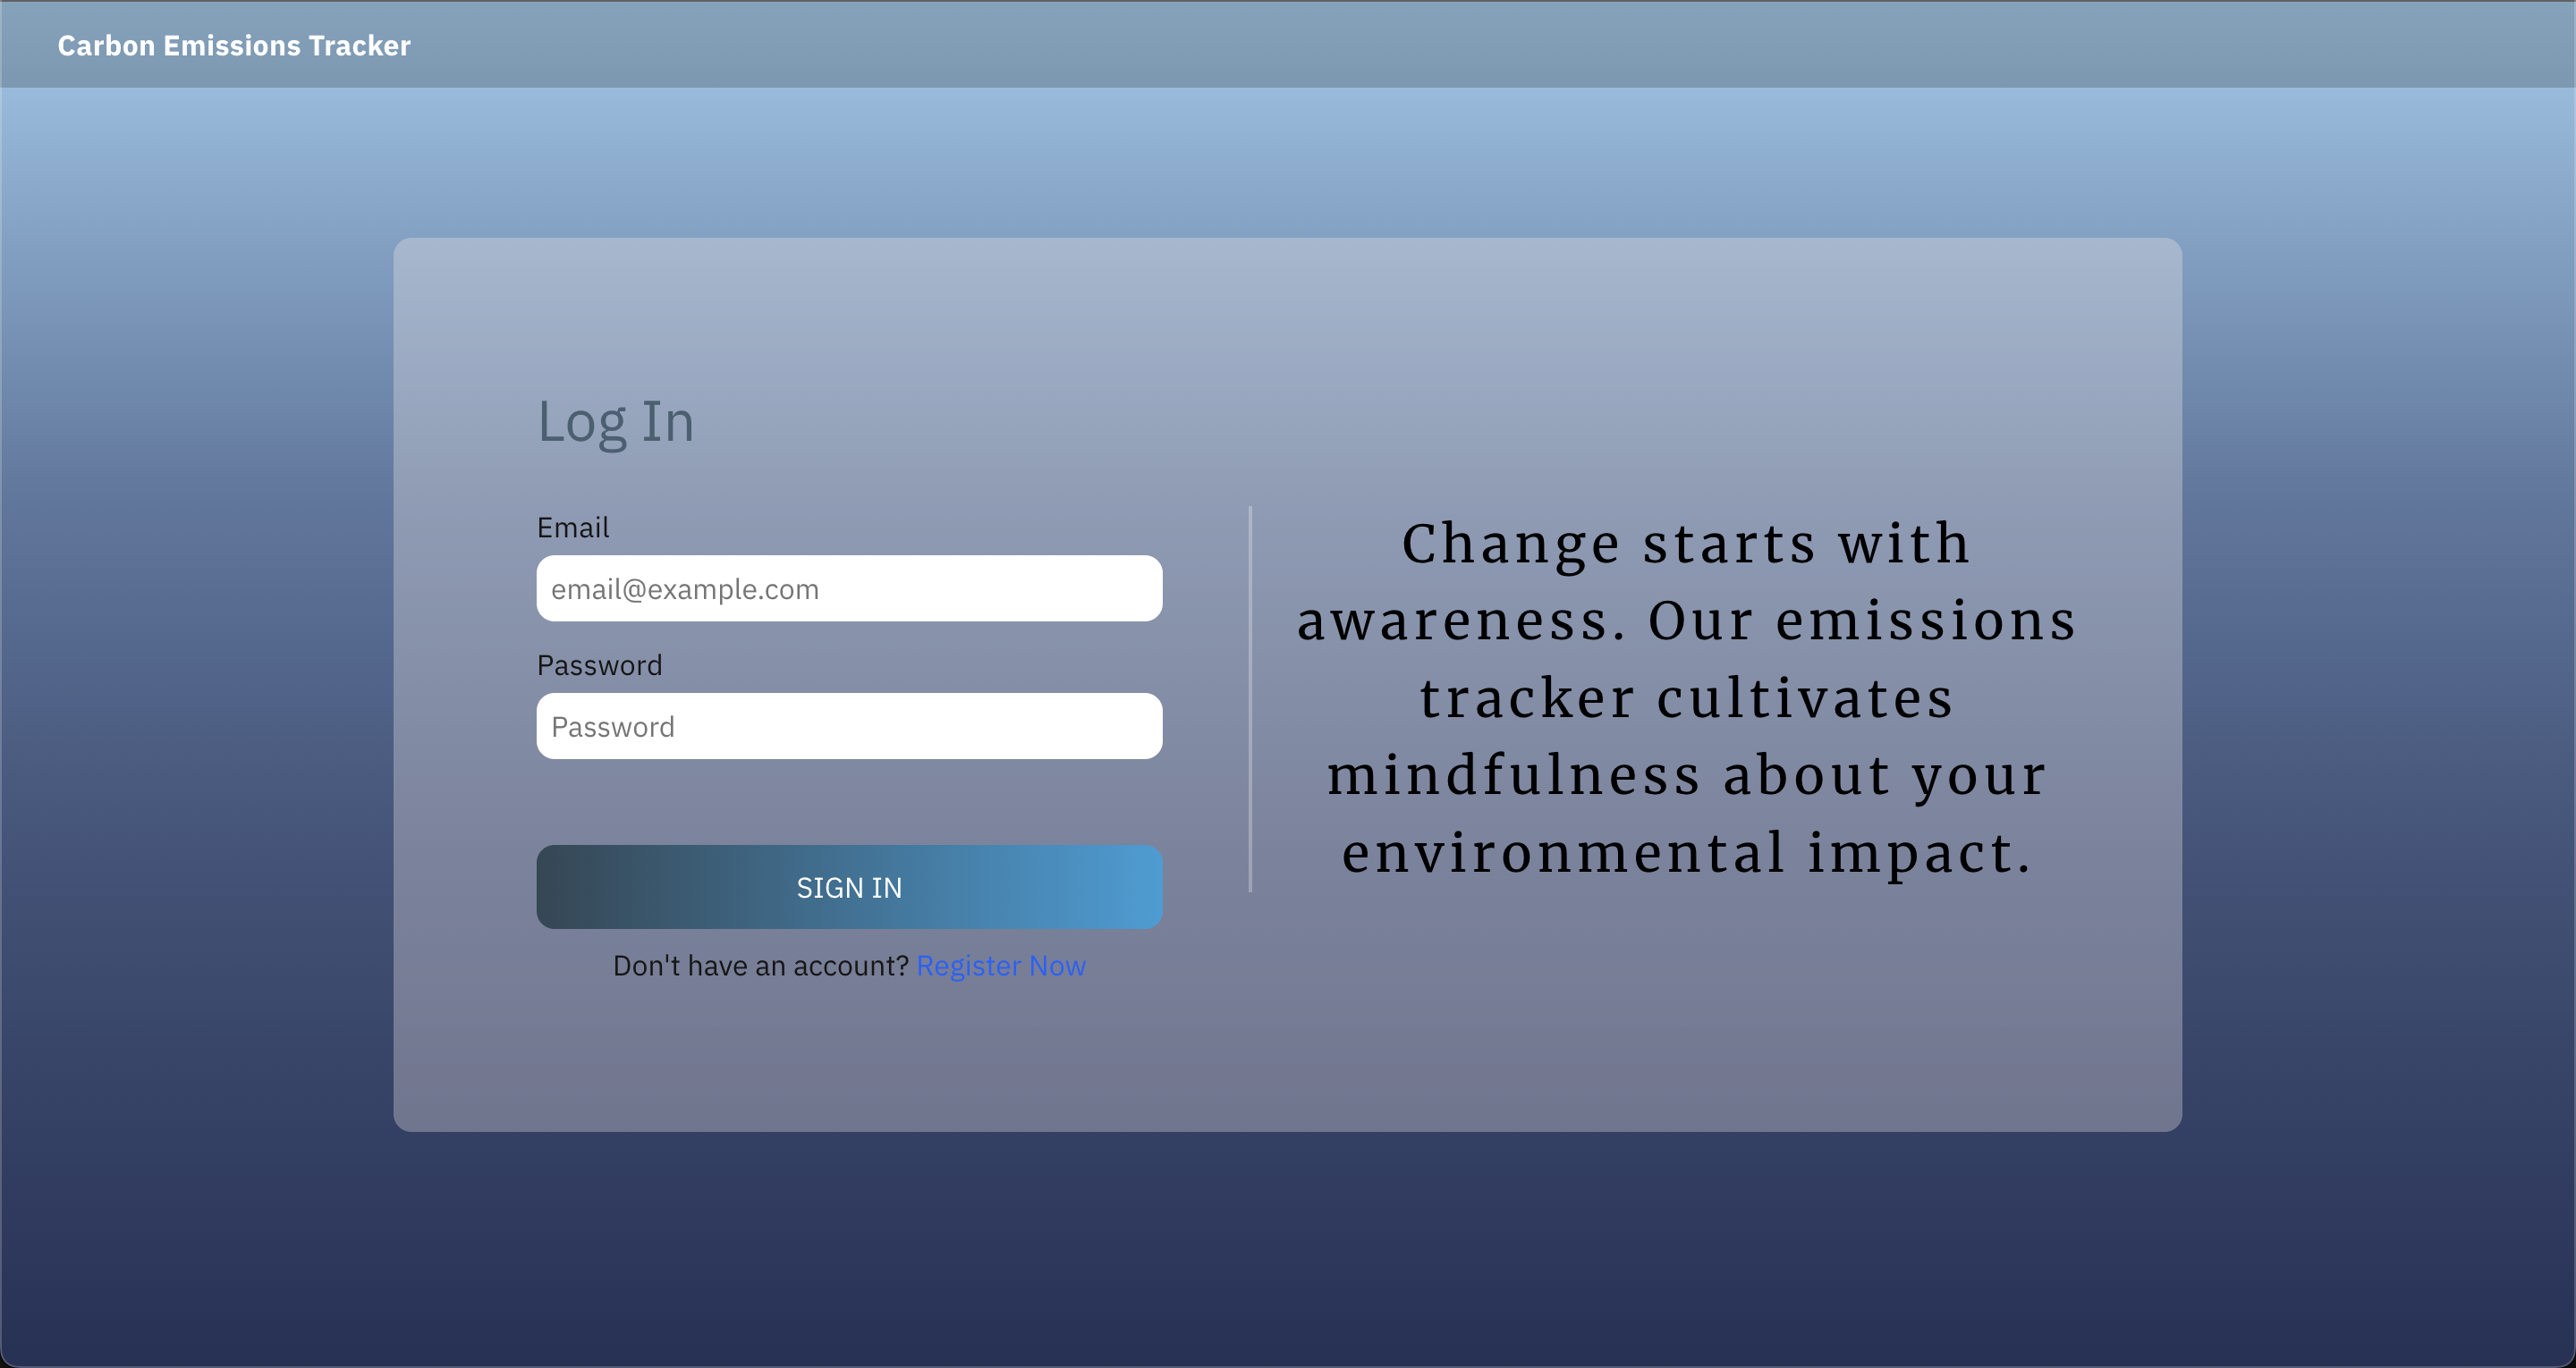 Carbon Emissions Tracker
Log In
Email
email@example.com
Password
Password
SIGN IN
Don't have an account? Register Now
Change starts with
awareness. Our emissions
tracker cultivates
mindfulness about your
environmental impact.